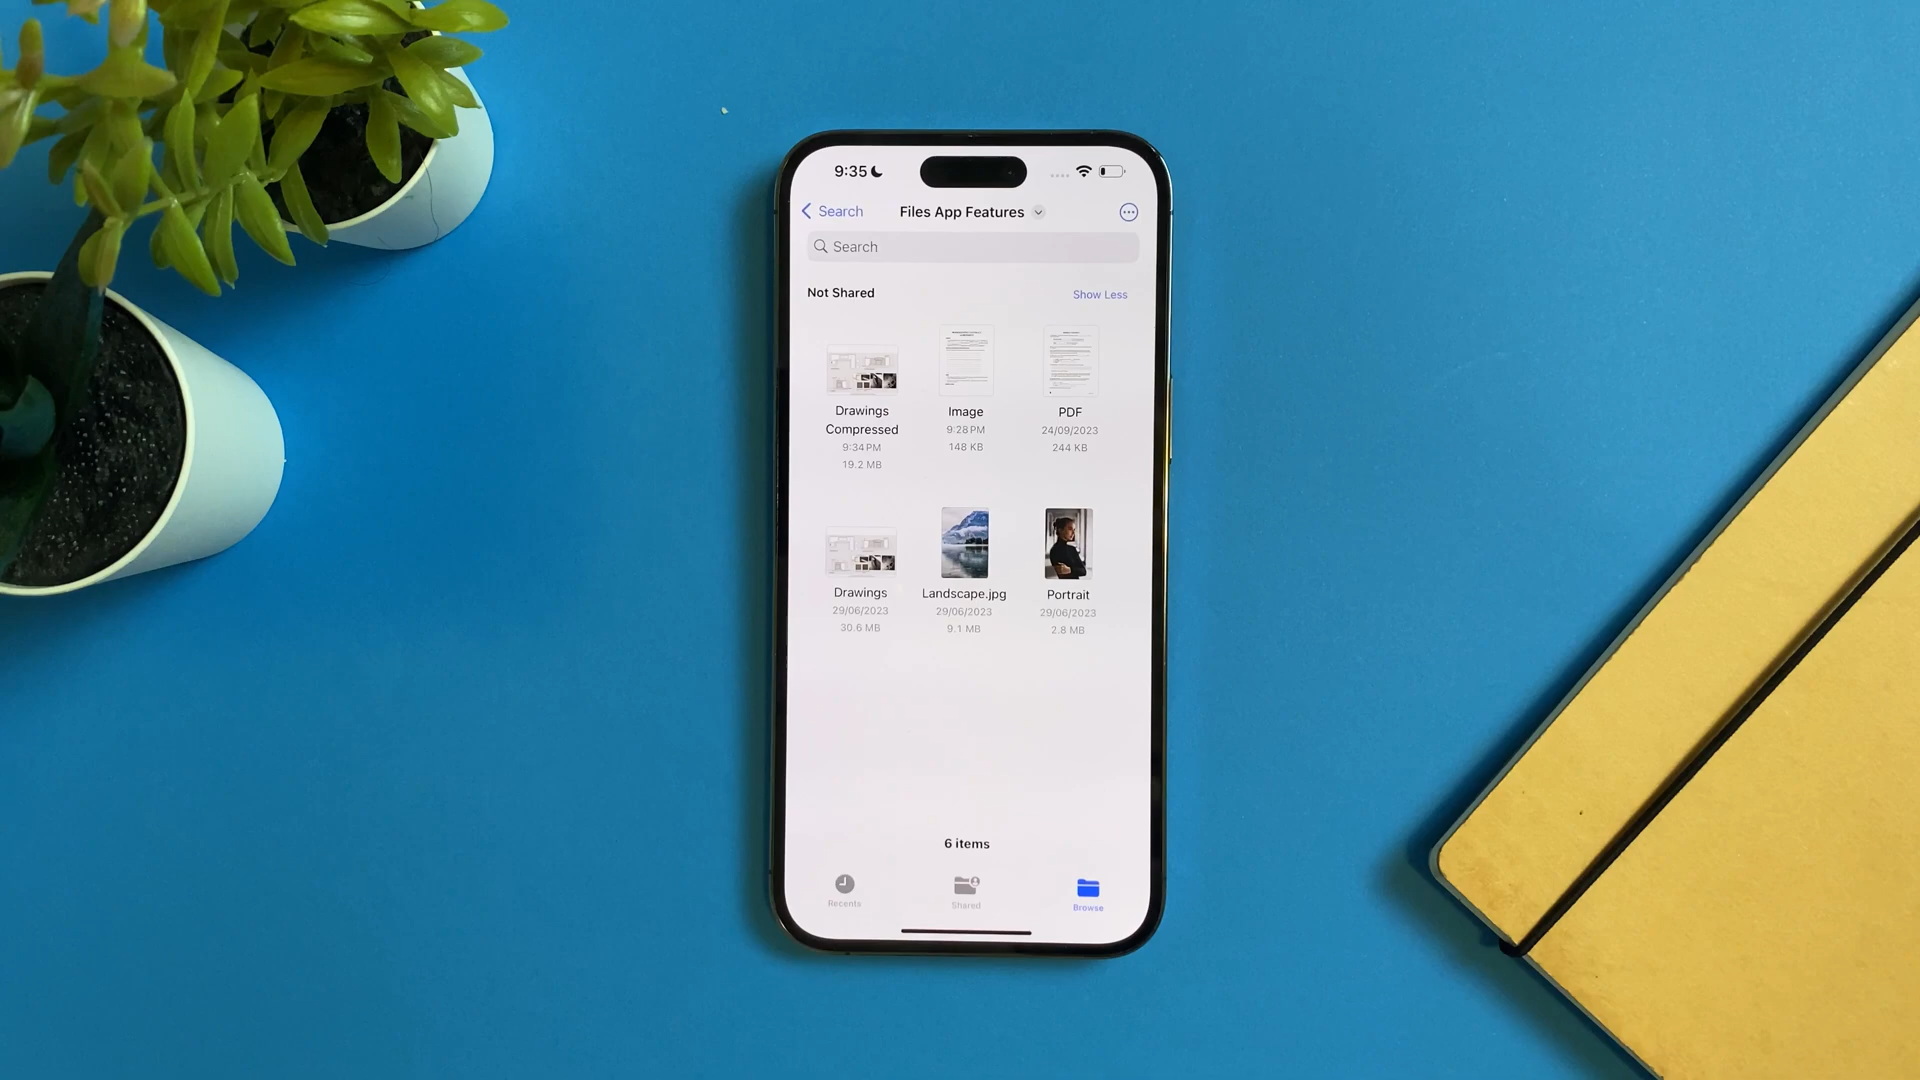 9:35
Search
Files App Features
Search
Not Shared
Show Less
Drawings
Compressed
9:34 PM
19.2 MB
Image
9:28 PM
148 KB
PDF
24/09/2023
244 KB
Drawings
29/06/2023
30.6 MB
Landscape.jpg
29/06/2023
9.1 MB
Portrait
29/06/2023
2.8 MB
6 items
Recents
Shared
Browse